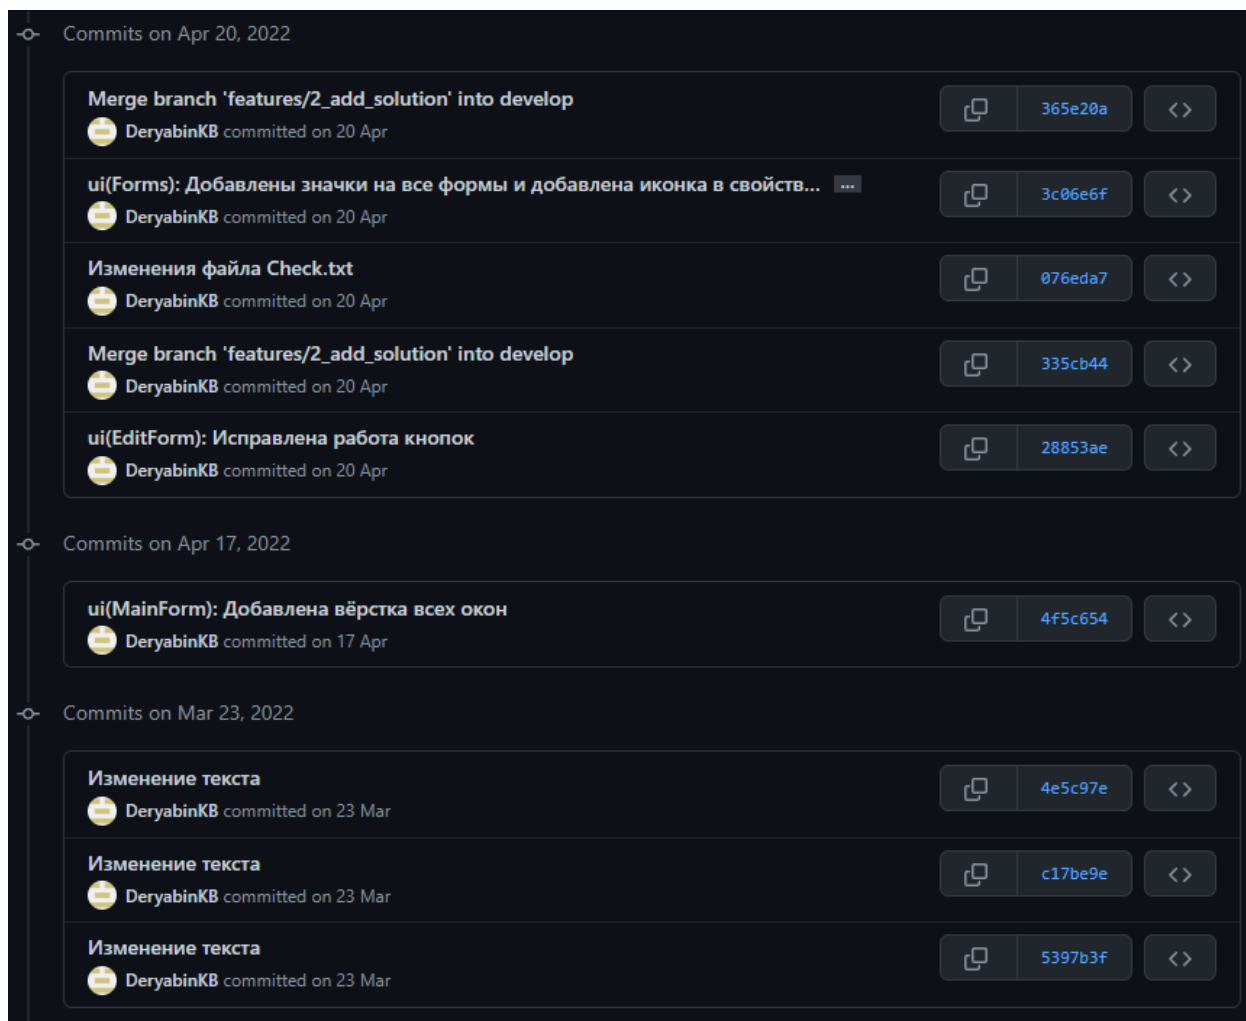 Commits on Apr 20, 2022
Merge branch 'features/2_add_solution' into develop
365e20a
DeryabinKB committed on 20 Apr
ui(Forms): Добавлены значки на все формы и добавлена иконка в свойств... ...
3c06e6f
DeryabinKB committed on 20 Apr
Изменения файла Check.txt
076eda7
DeryabinKB committed on 20 Apr
Merge branch 'features/2_add_solution' into develop
335cb44
DeryabinKB committed on 20 Apr
ui(EditForm): Исправлена работа кнопок
28853ae
DeryabinKB committed on 20 Apr
Commits on Apr 17, 2022
ui(MainForm): Добавлена вёрстка всех окон
4f5c654
DeryabinKB committed on 17 Apr
Commits on Mar 23, 2022
Изменение текста
4e5c97e
DeryabinKB committed on 23 Mar
Изменение текста
c17be9e
DeryabinKB committed on 23 Mar
Изменение текста
5397b3f
DeryabinKB committed on 23 Mar